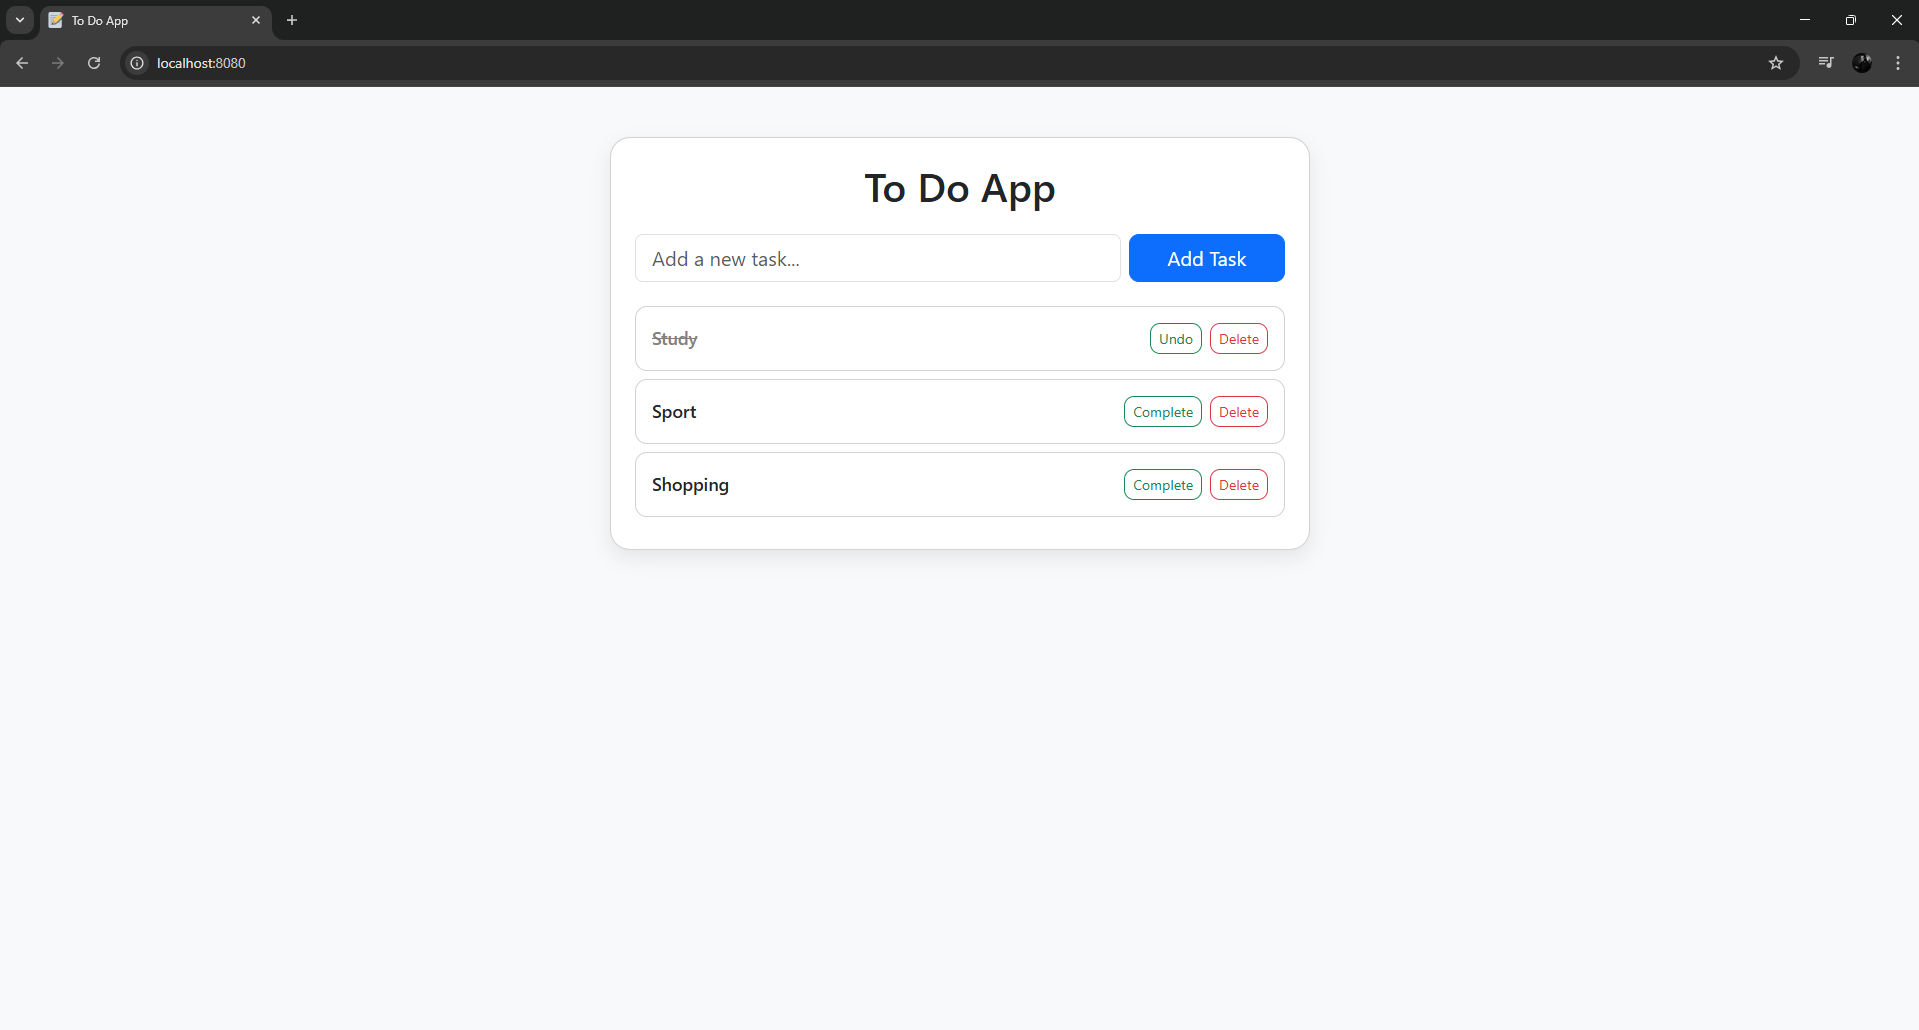 To Do App
localhost:8080
To Do App
Add a new task...
Add Task
Study
Undo
Delete
Sport
Complete
Delete
Shopping
Complete
Delete